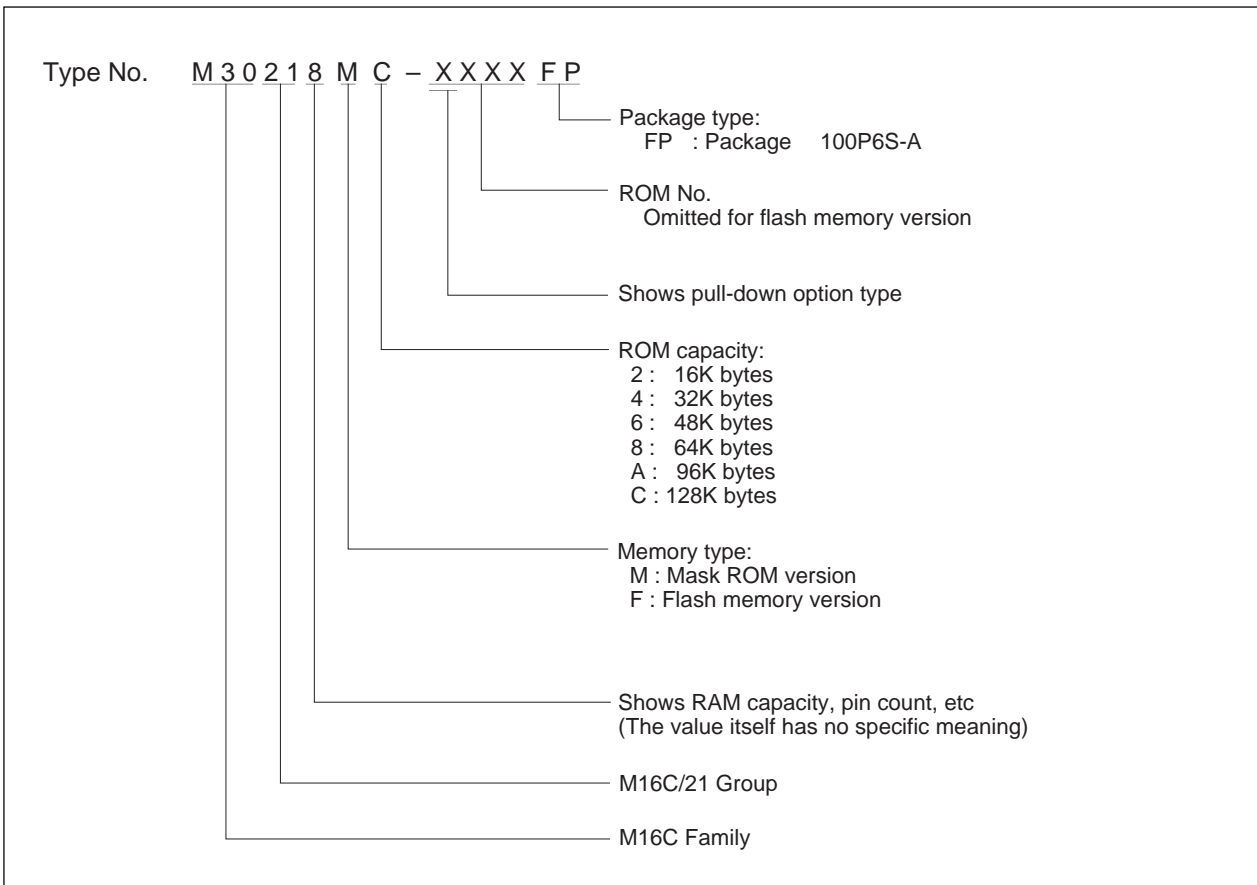 Type No. M 3 0 2 1 8 M C – X X X X F P
Package type:
FP : Package 100P6S-A
ROM No.
Omitted for flash memory version
Shows pull-down option type
ROM capacity:
2 : 16K bytes
4 : 32K bytes
6 : 48K bytes
8 : 64K bytes
A : 96K bytes
C : 128K bytes
Memory type:
M : Mask ROM version
F : Flash memory version
Shows RAM capacity, pin count, etc
(The value itself has no specific meaning)
M16C/21 Group
M16C Family